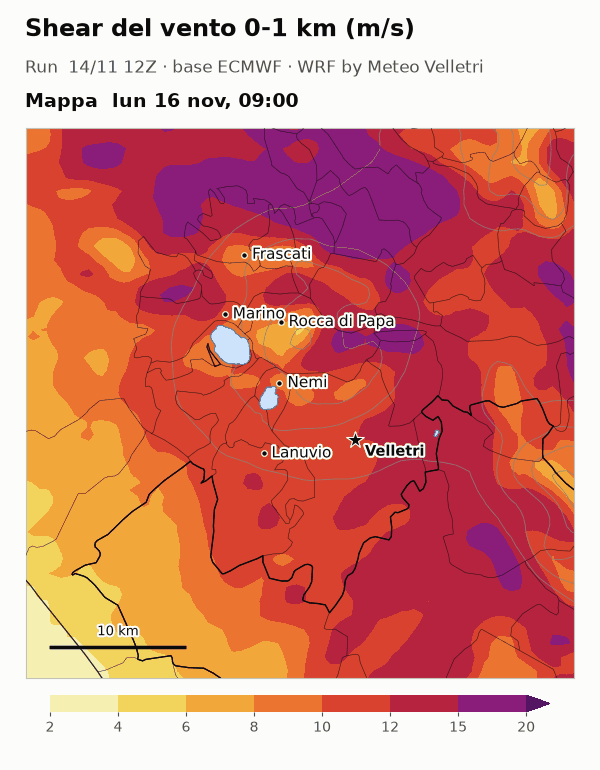 Shear del vento 0-1 km (m/s)
Run  14/11 12Z · base ECMWF · WRF by Meteo Velletri
Mappa  lun 16 nov, 09:00
Frascati
Marino
Rocca di Papa
Nemi
Velletri
Lanuvio
10 km
2 4 6 8 10 12 15 20